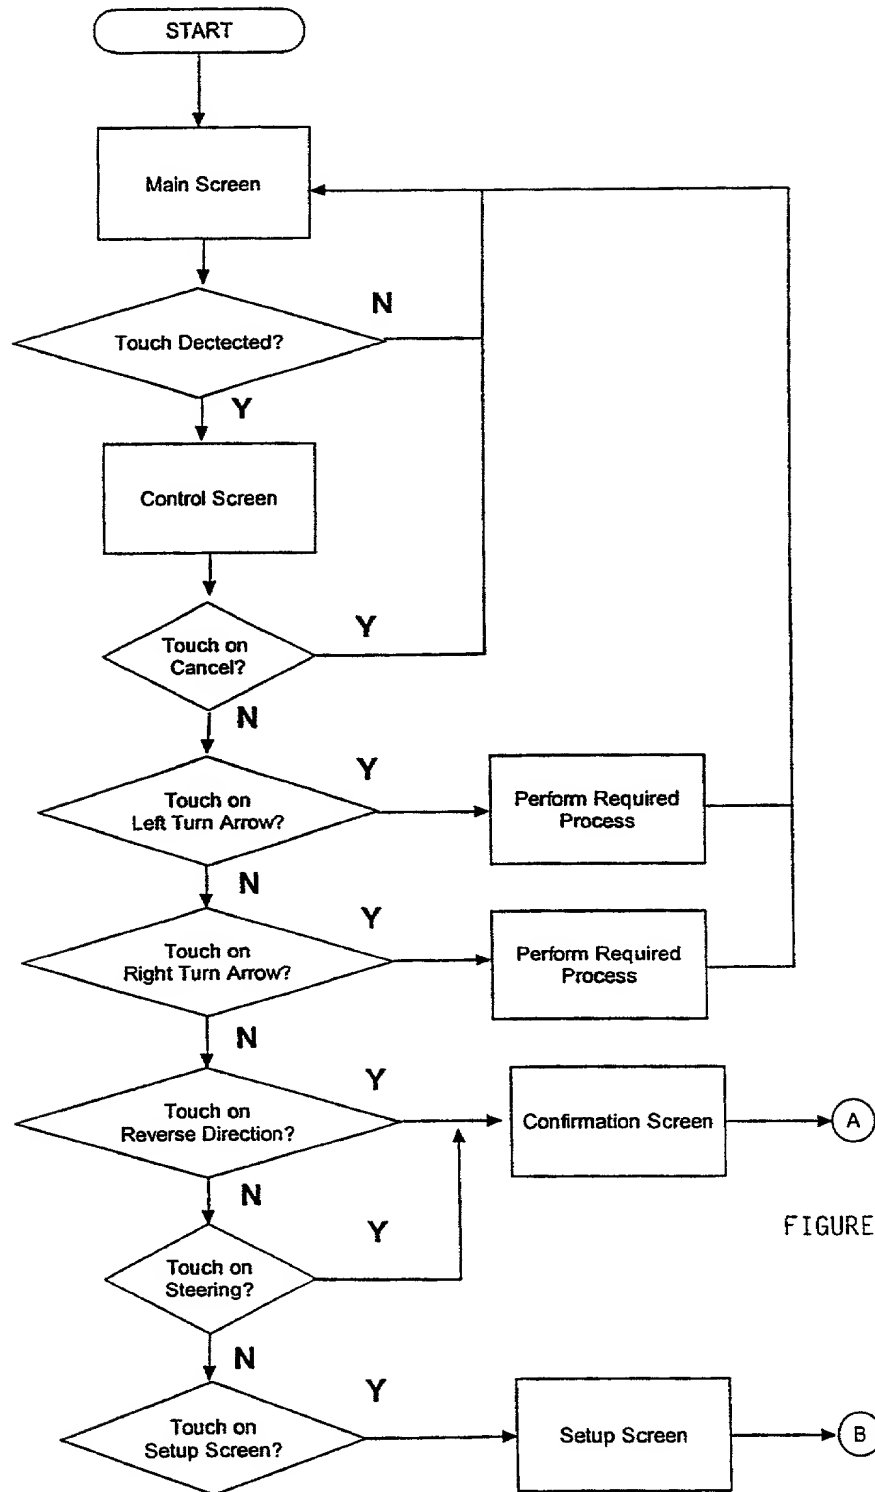 START
Main Screen
N
Touch Dectected?
Y
Control Screen
Y
Touch on
Cancel?
N
Y
Touch on
Left Turn Arrow?
Perform Required
Process
N
Y
Touch on
Right Turn Arrow?
Perform Required
Process
N
Y
Touch on
Reverse Direction?
Confirmation Screen
A
N
FIGURE
Y
Touch on
Steering?
N
Y
Touch on
Setup Screen?
Setup Screen
B